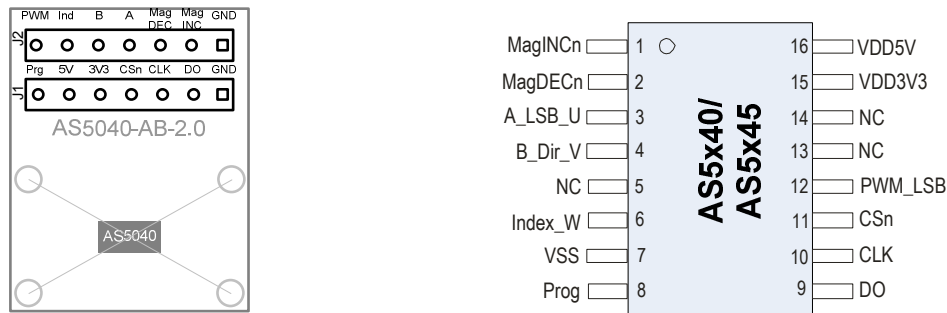 PWM Ind B A Mag DEC Mag INC GND
J2
Prg 5V 3V3 CSn CLK DO GND
J1
AS5040-AB-2.0
AS5040
MagINCn 1 16 VDD5V
MagDECn 2 15 VDD3V3
A_LSB_U 3 14 NC
B_Dir_V 4 13 NC
NC 5 12 PWM_LSB
Index_W 6 11 CSn
VSS 7 10 CLK
Prog 8 9 DO
AS5x40/
AS5x45